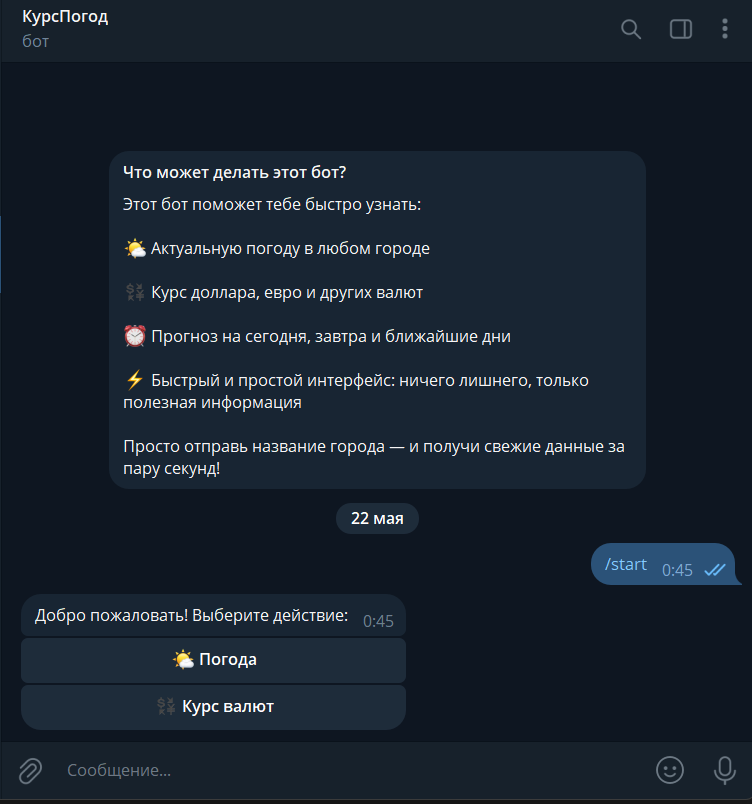 КурсПогод
бот
Что может делать этот бот?
Этот бот поможет тебе быстро узнать:
🌤 Актуальную погоду в любом городе
💱 Курс доллара, евро и других валют
⏰ Прогноз на сегодня, завтра и ближайшие дни
⚡ Быстрый и простой интерфейс: ничего лишнего, только
полезная информация
Просто отправь название города — и получи свежие данные за
пару секунд!
22 мая
/start 0:45
Добро пожаловать! Выберите действие: 0:45
🌤 Погода
💱 Курс валют
Сообщение...